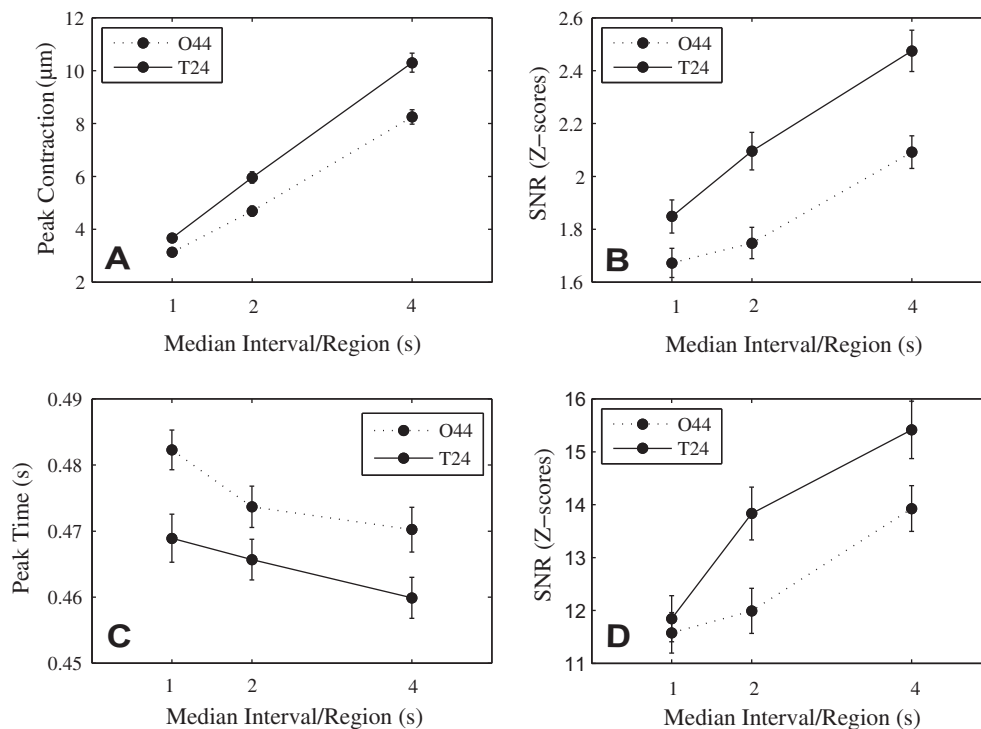 12
10
8
6
4
2
Peak Contraction (µm)
O44
T24
A
1
2
4
Median Interval/Region (s)
2.6
2.4
2.2
2
1.8
1.6
SNR (Z−scores)
O44
T24
B
1
2
4
Median Interval/Region (s)
0.49
0.48
0.47
0.46
0.45
Peak Time (s)
O44
T24
C
1
2
4
Median Interval/Region (s)
16
15
14
13
12
11
SNR (Z−scores)
O44
T24
D
1
2
4
Median Interval/Region (s)